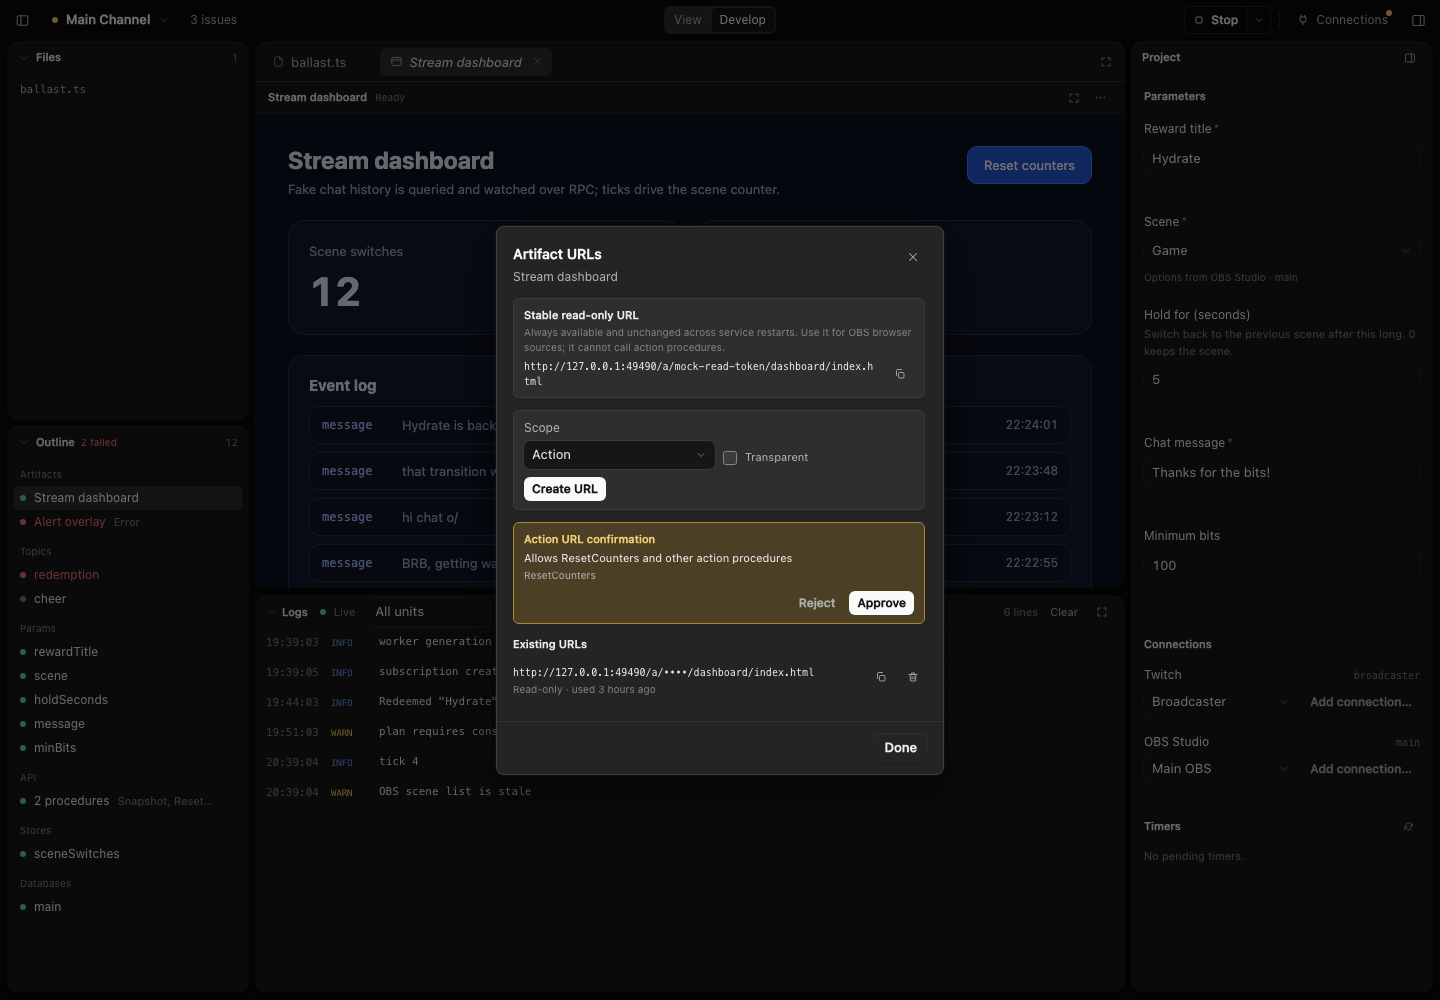 Main Channel
3 issues
View
Develop
Stop
Connections
Files
1
ballast.ts
Outline
2 failed
12
Artifacts
Stream dashboard
Alert overlay
Error
Topics
redemption
cheer
Params
rewardTitle
scene
holdSeconds
message
minBits
API
2 procedures
Snapshot, Reset...
Stores
sceneSwitches
Databases
main
ballast.ts
Stream dashboard
Stream dashboard
Ready
Stream dashboard
Fake chat history is queried and watched over RPC; ticks drive the scene counter.
Reset counters
Scene switches
12
Event log
message
Hydrate is back
22:24:01
message
that transition
22:23:48
message
hi chat o/
22:23:12
message
BRB, getting
22:22:55
Artifact URLs
Stream dashboard
Stable read-only URL
Always available and unchanged across service restarts. Use it for OBS browser
sources; it cannot call action procedures.
http://127.0.0.1:49490/a/mock-read-token/dashboard/index.h
tml
Scope
Action
Transparent
Create URL
Action URL confirmation
Allows ResetCounters and other action procedures
ResetCounters
Reject
Approve
Existing URLs
http://127.0.0.1:49490/a/••••/dashboard/index.html
Read-only · used 3 hours ago
Done
Logs
Live
All units
6 lines
Clear
19:39:03 INFO worker generation
19:39:05 INFO subscription creat
19:44:03 INFO Redeemed "Hydrate"
19:51:03 WARN plan requires cons
20:39:04 INFO tick 4
20:39:04 WARN OBS scene list is stale
Project
Parameters
Reward title *
Hydrate
Scene *
Game
Options from OBS Studio · main
Hold for (seconds)
Switch back to the previous scene after this long. 0
keeps the scene.
5
Chat message *
Thanks for the bits!
Minimum bits
100
Connections
Twitch
broadcaster
Broadcaster
Add connection...
OBS Studio
main
Main OBS
Add connection...
Timers
No pending timers.